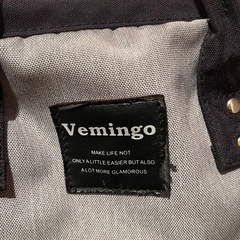 Vemingo
MAKE LIFE NOT
ONLY A LITTLE EASIER BUT ALSO
A LOT MORE GLAMOROUS